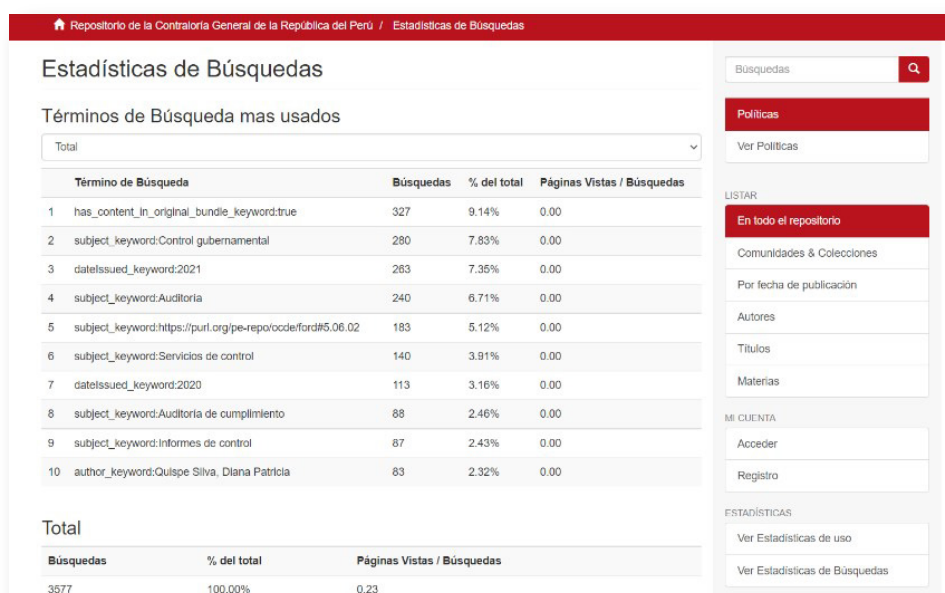 Repositorio de la Contraloría General de la República del Perú / Estadísticas de Búsquedas
Estadísticas de Búsquedas
Términos de Búsqueda mas usados
Total
Término de Búsqueda Búsquedas % del total Páginas Vistas / Búsquedas
1 has_content_in_original_bundle_keyword:true 327 9.14% 0.00
2 subject_keyword:Control gubernamental 280 7.83% 0.00
3 dateIssued_keyword:2021 263 7.35% 0.00
4 subject_keyword:Auditoría 240 6.71% 0.00
5 subject_keyword:https://purl.org/pe-repo/ocde/ford#5.06.02 183 5.12% 0.00
6 subject_keyword:Servicios de control 140 3.91% 0.00
7 dateIssued_keyword:2020 113 3.16% 0.00
8 subject_keyword:Auditoría de cumplimiento 88 2.46% 0.00
9 subject_keyword:Informes de control 87 2.43% 0.00
10 author_keyword:Quispe Silva, Diana Patricia 83 2.32% 0.00
Total
Búsquedas % del total Páginas Vistas / Búsquedas
3577 100.00% 0.23
Búsquedas
Políticas
Ver Políticas
LISTAR
En todo el repositorio
Comunidades & Colecciones
Por fecha de publicación
Autores
Títulos
Materias
MI CUENTA
Acceder
Registro
ESTADÍSTICAS
Ver Estadísticas de uso
Ver Estadísticas de Búsquedas